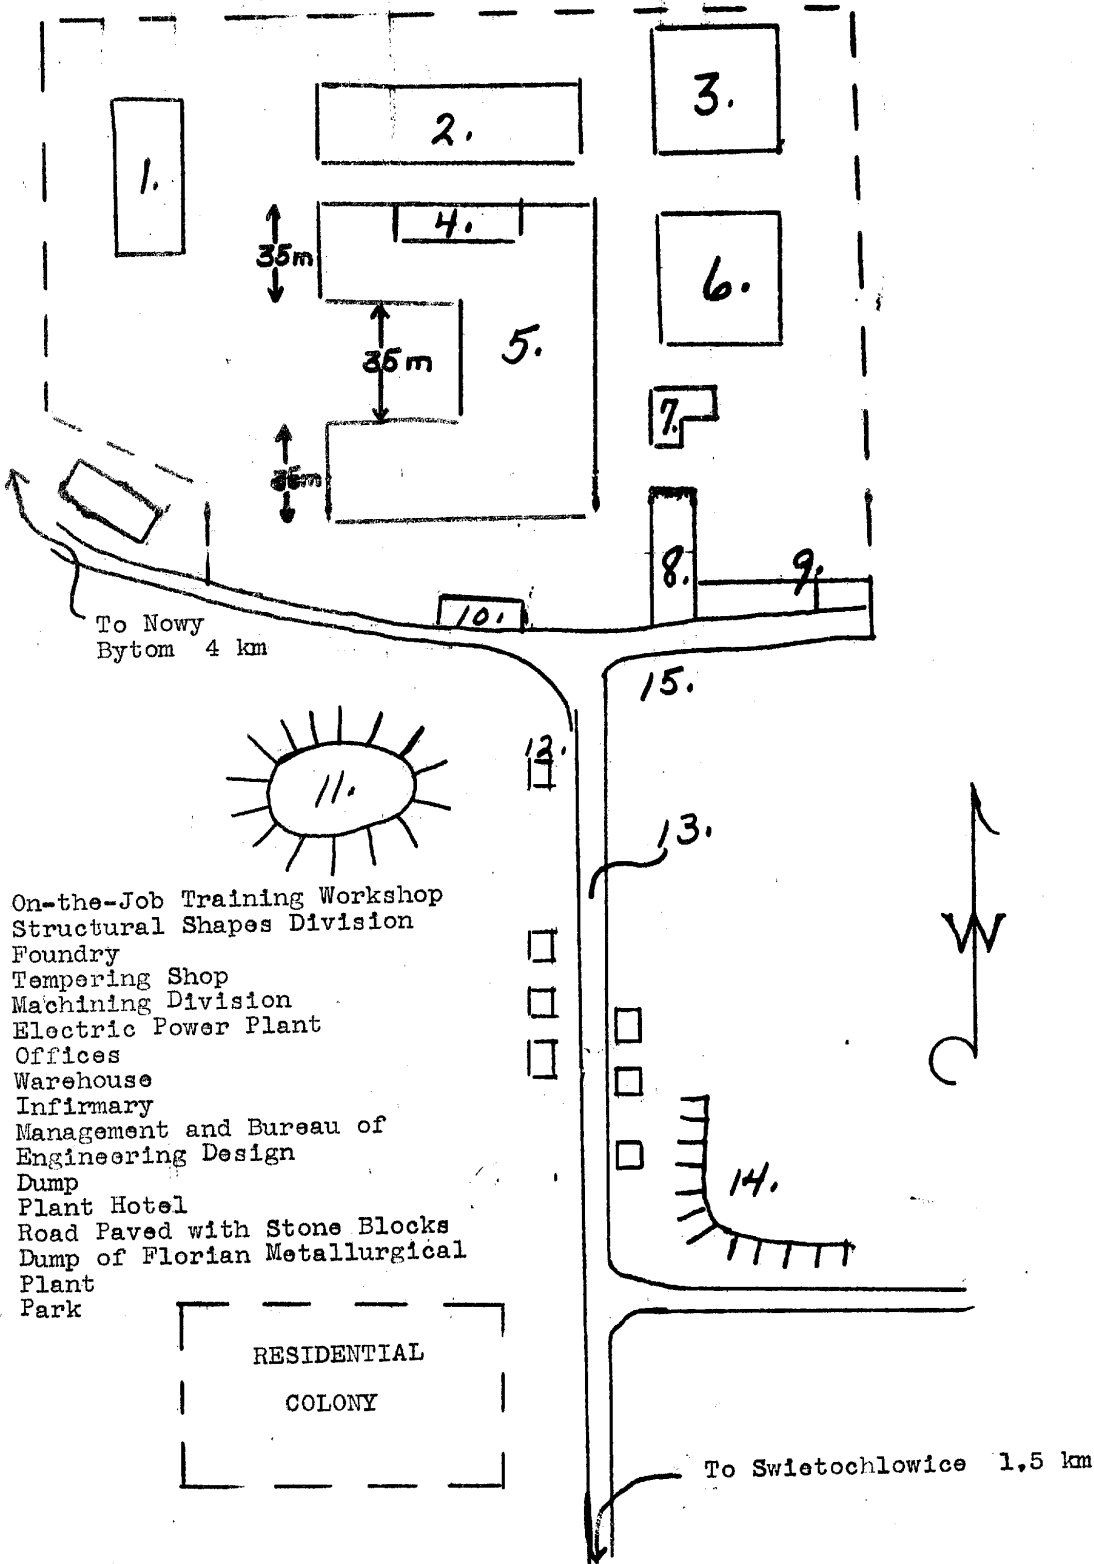 3.
2.
1.
4.
35m
6.
5.
35m
7.
35m
8.
9.
10.
To Nowy
Bytom 4 km
15.
12.
11.
13.
On-the-Job Training Workshop
Structural Shapes Division
Foundry
Tempering Shop
Machining Division
Electric Power Plant
Offices
Warehouse
Infirmary
Management and Bureau of
Engineering Design
Dump
Plant Hotel
Road Paved with Stone Blocks
Dump of Florian Metallurgical
Plant
Park
W
14.
RESIDENTIAL
COLONY
To Swietochlowice 1.5 km